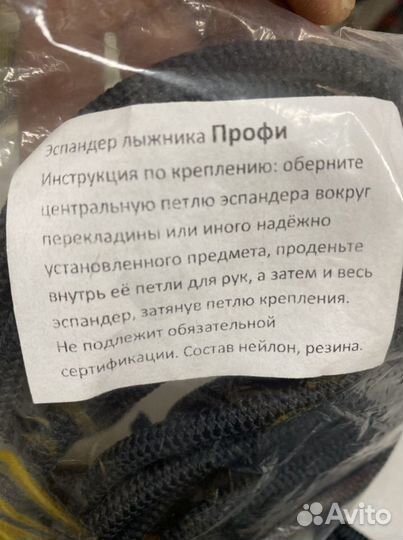 Эспандер лыжника Профи
Инструкция по креплению: оберните
центральную петлю эспандера вокруг
перекладины или иного надёжно
установленного предмета, проденьте
внутрь её петли для рук, а затем и весь
эспандер, затянув петлю крепления.
Не подлежит обязательной
сертификации. Состав нейлон, резина.
Avito